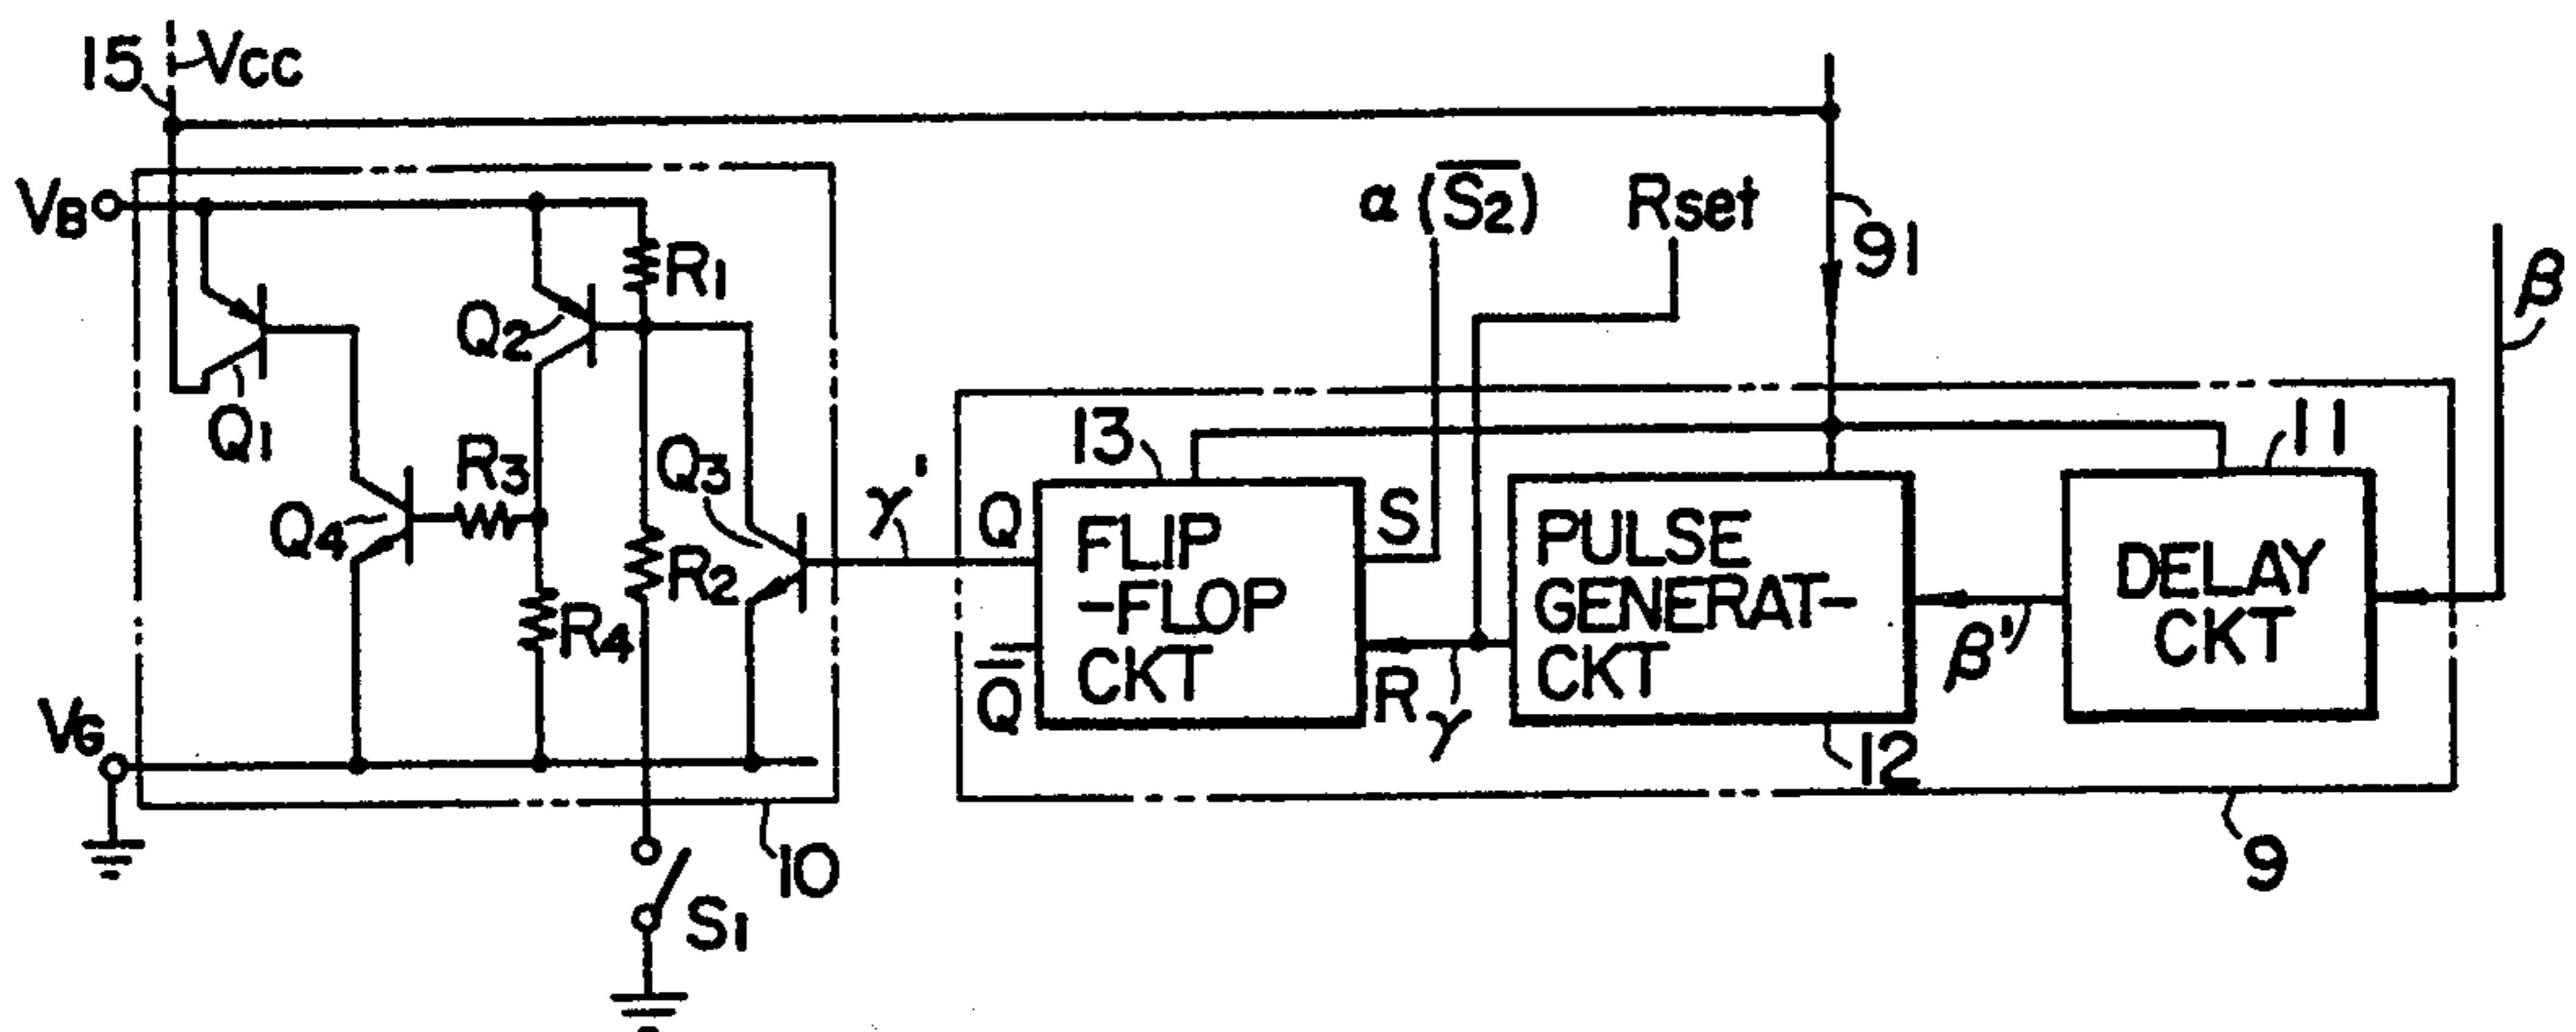 15
Vcc
VB
R1
Q2
Q1
R3
Q3
Q4
R2
R4
VG
S1
10
γ'
α (S̅2̅)
Rset
91
β
13
11
Q
S
FLIP
-FLOP
CKT
Q̅
R
γ
PULSE
GENERAT-
CKT
12
β'
DELAY
CKT
9